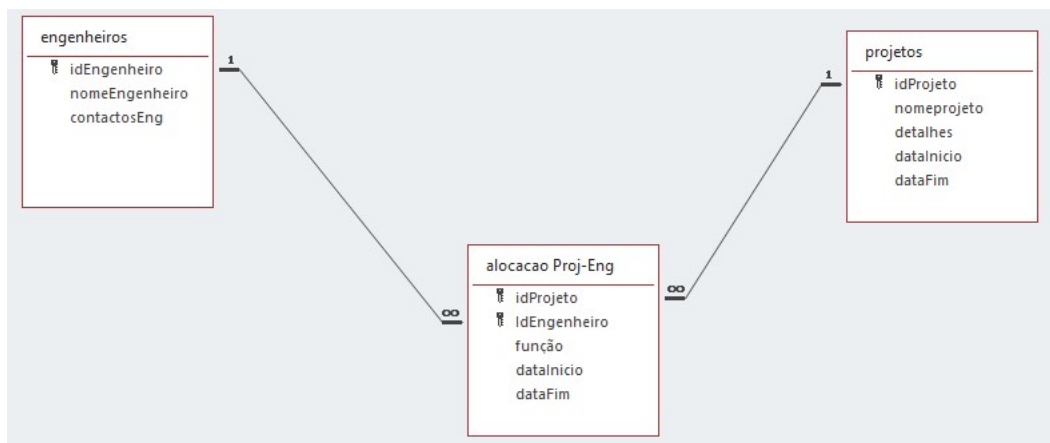 engenheiros
idEngenheiro
nomeEngenheiro
contactosEng
1
projetos
idProjeto
nomeprojeto
detalhes
dataInicio
dataFim
1
alocacao Proj-Eng
idProjeto
IdEngenheiro
função
dataInicio
dataFim
∞
∞